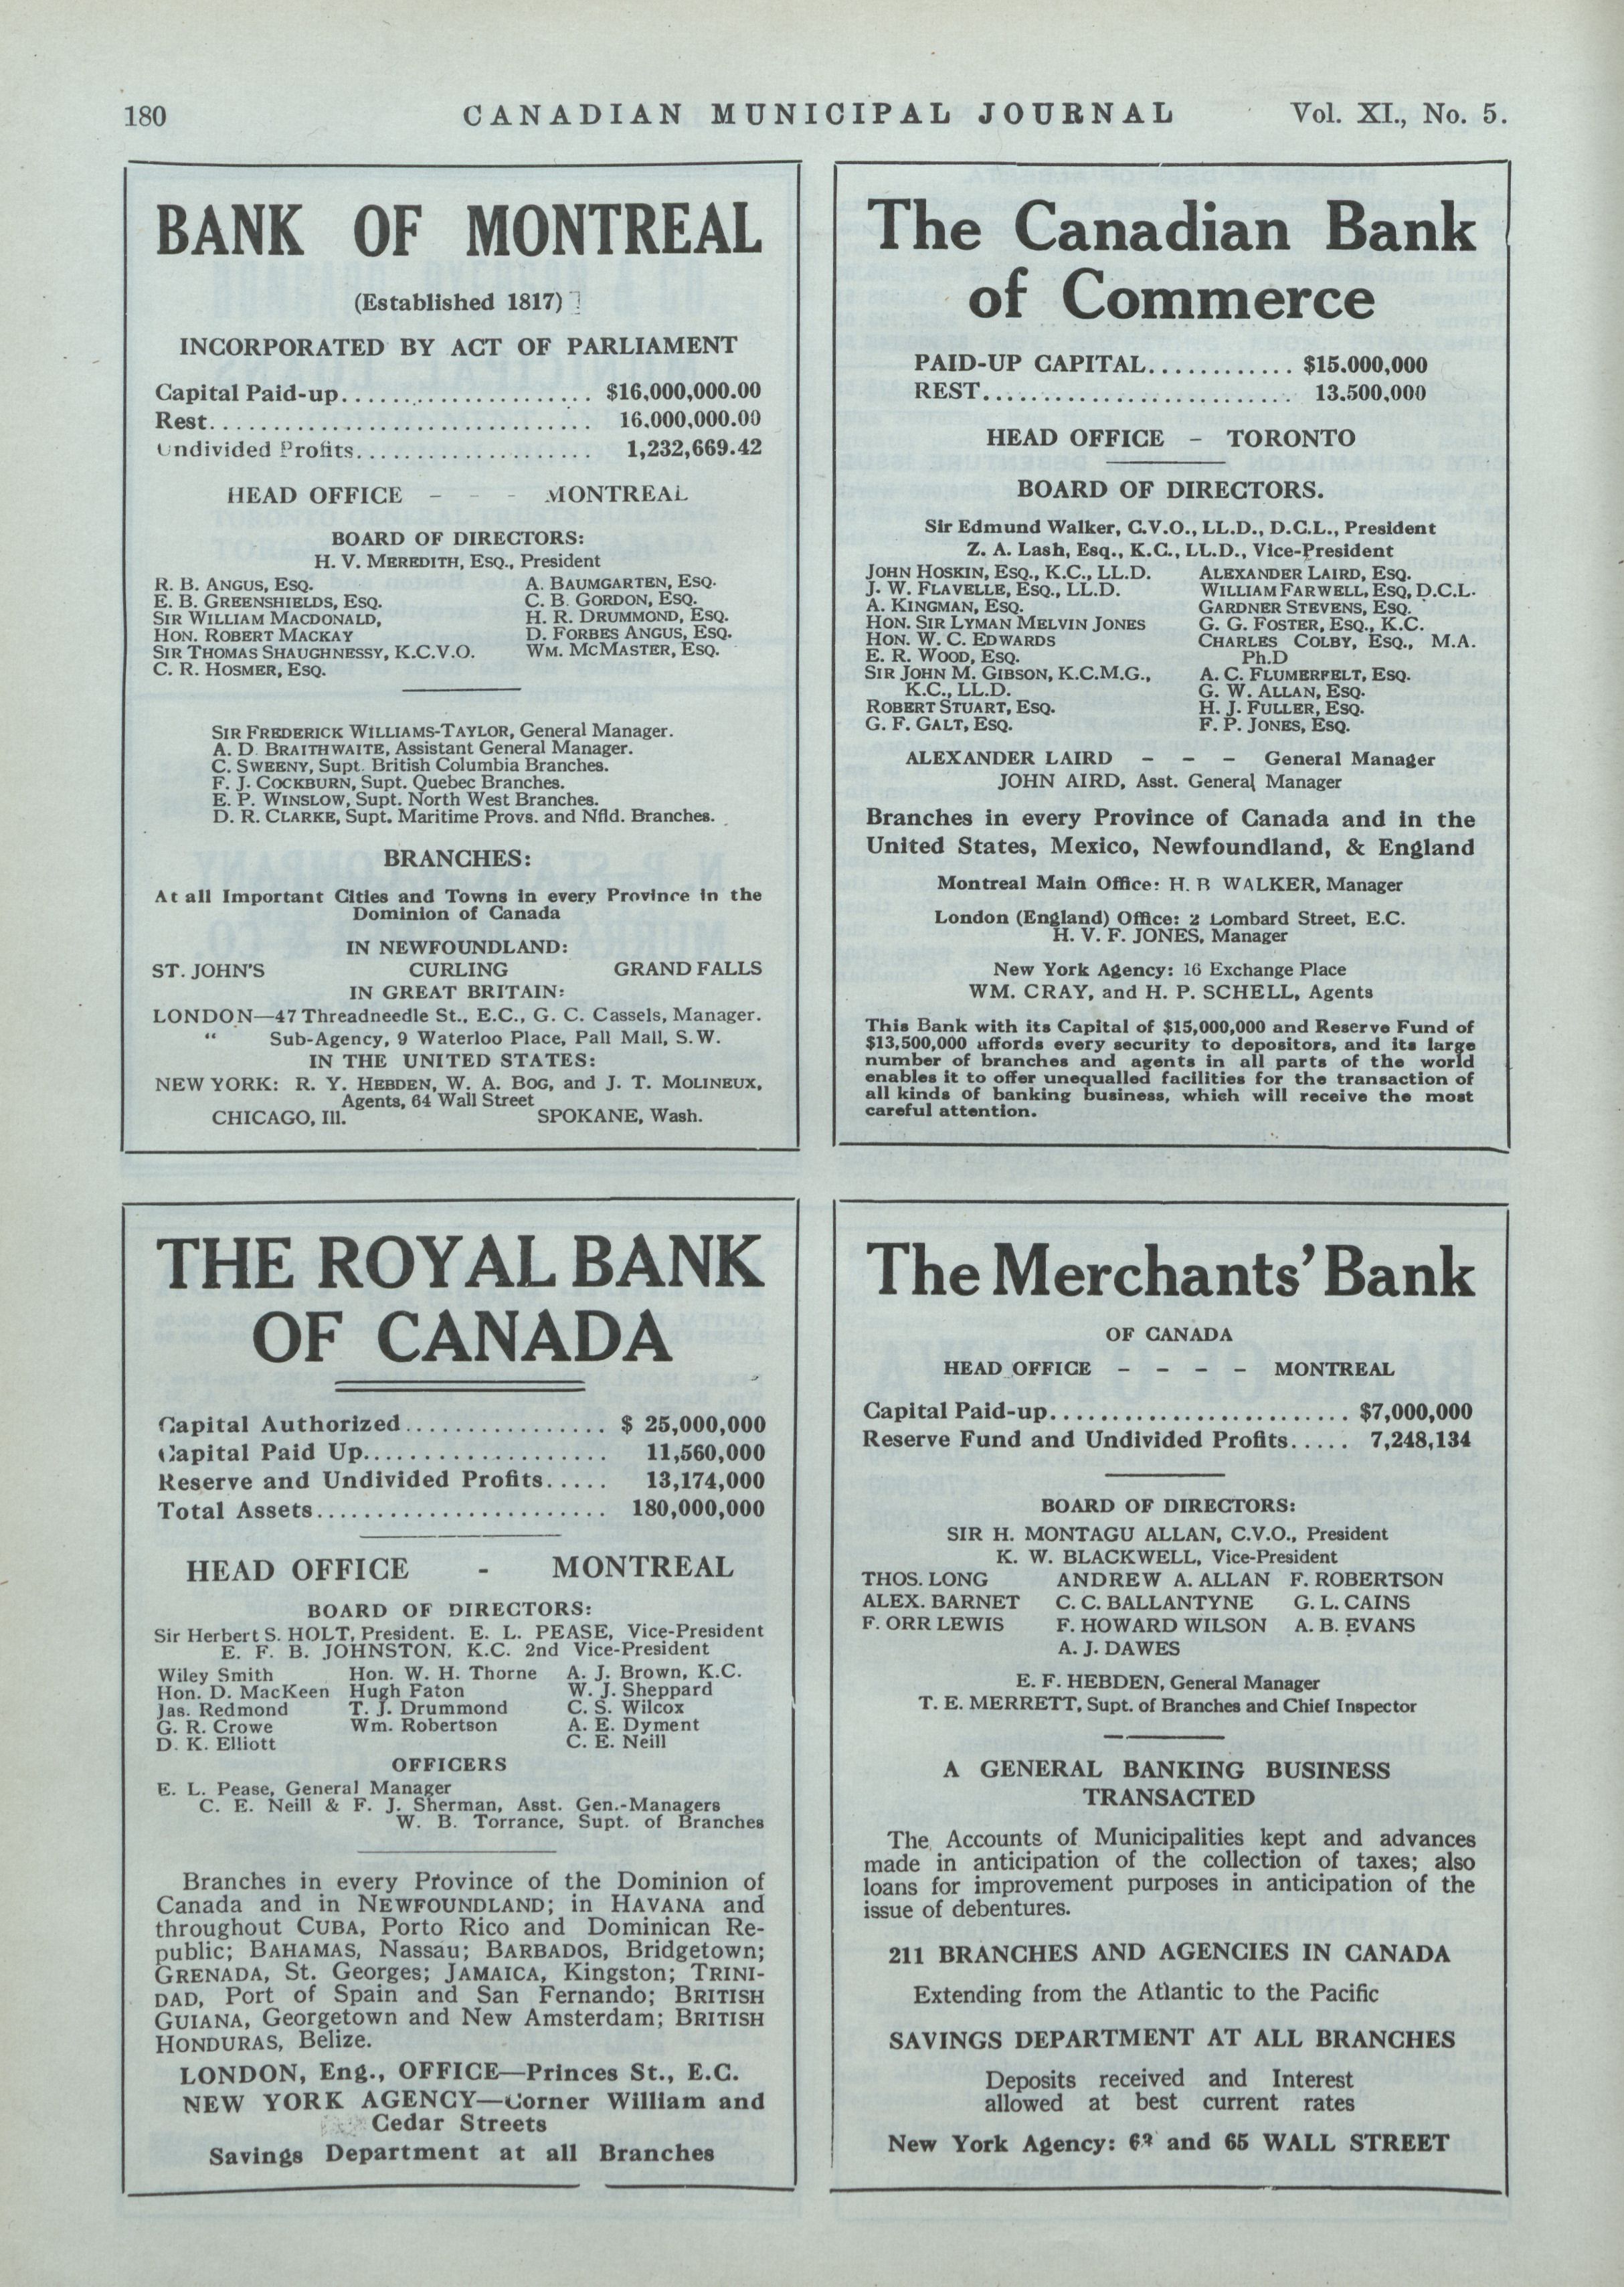 180 CANADIAN MUNICIPAL JOURNAL Vol. XI., No. 5.
BANK OF MONTREAL
(Established 1817)
INCORPORATED BY ACT OF PARLIAMENT
Capital Paid-up..................... $16,000,000.00
Rest............................... 16,000,000.00
Undivided Profits.................... 1,232,669.42
HEAD OFFICE - - - MONTREAL
BOARD OF DIRECTORS:
H. V. MEREDITH, ESQ., President
R. B. ANGUS, ESQ. A. BAUMGARTEN, ESQ.
E. B. GREENSHIELDS, ESQ. C. B. GORDON, ESQ.
SIR WILLIAM MACDONALD, H. R. DRUMMOND, ESQ.
HON. ROBERT MACKAY D. FORBES ANGUS, ESQ.
SIR THOMAS SHAUGHNESSY, K.C.V.O. WM. MCMASTER, ESQ.
C. R. HOSMER, ESQ.
SIR FREDERICK WILLIAMS-TAYLOR, General Manager.
A. D. BRAITHWAITE, Assistant General Manager.
C. SWEENY, Supt. British Columbia Branches.
F. J. COCKBURN, Supt. Quebec Branches.
E. P. WINSLOW, Supt. North West Branches.
D. R. CLARKE, Supt. Maritime Provs. and Nfld. Branches.
BRANCHES:
At all Important Cities and Towns in every Province in the
Dominion of Canada
IN NEWFOUNDLAND:
ST. JOHN'S CURLING GRAND FALLS
IN GREAT BRITAIN:
LONDON—47 Threadneedle St., E.C., G. C. Cassels, Manager.
" Sub-Agency, 9 Waterloo Place, Pall Mall, S.W.
IN THE UNITED STATES:
NEW YORK: R. Y. HEBDEN, W. A. BOG, and J. T. MOLINEUX,
Agents, 64 Wall Street
CHICAGO, Ill. SPOKANE, Wash.
The Canadian Bank
of Commerce
PAID-UP CAPITAL............ $15.000,000
REST......................... 13.500,000
HEAD OFFICE - TORONTO
BOARD OF DIRECTORS.
Sir Edmund Walker, C.V.O., LL.D., D.C.L., President
Z. A. Lash, Esq., K.C., LL.D., Vice-President
JOHN HOSKIN, ESQ., K.C., LL.D. ALEXANDER LAIRD, ESQ.
J. W. FLAVELLE, ESQ., LL.D. WILLIAM FARWELL, ESQ, D.C.L.
A. KINGMAN, ESQ. GARDNER STEVENS, ESQ.
HON. SIR LYMAN MELVIN JONES G. G. FOSTER, ESQ., K.C.
HON. W. C. EDWARDS CHARLES COLBY, ESQ., M.A.
E. R. WOOD, ESQ. Ph.D
SIR JOHN M. GIBSON, K.C.M.G., A. C. FLUMERFELT, ESQ.
K.C., LL.D. G. W. ALLAN, ESQ.
ROBERT STUART, ESQ. H. J. FULLER, ESQ.
G. F. GALT, ESQ. F. P. JONES, ESQ.
ALEXANDER LAIRD - - - General Manager
JOHN AIRD, Asst. General Manager
Branches in every Province of Canada and in the
United States, Mexico, Newfoundland, & England
Montreal Main Office: H. B WALKER, Manager
London (England) Office: 2 Lombard Street, E.C.
H. V. F. JONES, Manager
New York Agency: 16 Exchange Place
WM. CRAY, and H. P. SCHELL, Agents
This Bank with its Capital of $15,000,000 and Reserve Fund of
$13,500,000 affords every security to depositors, and its large
number of branches and agents in all parts of the world
enables it to offer unequalled facilities for the transaction of
all kinds of banking business, which will receive the most
careful attention.
THE ROYAL BANK
OF CANADA
Capital Authorized................ $ 25,000,000
Capital Paid Up................... 11,560,000
Reserve and Undivided Profits..... 13,174,000
Total Assets....................... 180,000,000
HEAD OFFICE - MONTREAL
BOARD OF DIRECTORS:
Sir Herbert S. HOLT, President. E. L. PEASE, Vice-President
E. F. B. JOHNSTON, K.C. 2nd Vice-President
Wiley Smith Hon. W. H. Thorne A. J. Brown, K.C.
Hon. D. MacKeen Hugh Paton W. J. Sheppard
Jas. Redmond T. J. Drummond C. S. Wilcox
G. R. Crowe Wm. Robertson A. E. Dyment
D. K. Elliott C. E. Neill
OFFICERS
E. L. Pease, General Manager
C. E. Neill & F. J. Sherman, Asst. Gen.-Managers
W. B. Torrance, Supt. of Branches
Branches in every Province of the Dominion of
Canada and in NEWFOUNDLAND; in HAVANA and
throughout CUBA, Porto Rico and Dominican Re-
public; BAHAMAS, Nassau; BARBADOS, Bridgetown;
GRENADA, St. Georges; JAMAICA, Kingston; TRINI-
DAD, Port of Spain and San Fernando; BRITISH
GUIANA, Georgetown and New Amsterdam; BRITISH
HONDURAS, Belize.
LONDON, Eng., OFFICE—Princes St., E.C.
NEW YORK AGENCY—Corner William and
Cedar Streets
Savings Department at all Branches
The Merchants' Bank
OF CANADA
HEAD OFFICE - - - - MONTREAL
Capital Paid-up......................... $7,000,000
Reserve Fund and Undivided Profits..... 7,248,134
BOARD OF DIRECTORS:
SIR H. MONTAGU ALLAN, C.V.O., President
K. W. BLACKWELL, Vice-President
THOS. LONG ANDREW A. ALLAN F. ROBERTSON
ALEX. BARNET C. C. BALLANTYNE G. L. CAINS
F. ORR LEWIS F. HOWARD WILSON A. B. EVANS
A. J. DAWES
E. F. HEBDEN, General Manager
T. E. MERRETT, Supt. of Branches and Chief Inspector
A GENERAL BANKING BUSINESS
TRANSACTED
The Accounts of Municipalities kept and advances
made in anticipation of the collection of taxes; also
loans for improvement purposes in anticipation of the
issue of debentures.
211 BRANCHES AND AGENCIES IN CANADA
Extending from the Atlantic to the Pacific
SAVINGS DEPARTMENT AT ALL BRANCHES
Deposits received and Interest
allowed at best current rates
New York Agency: 63 and 65 WALL STREET